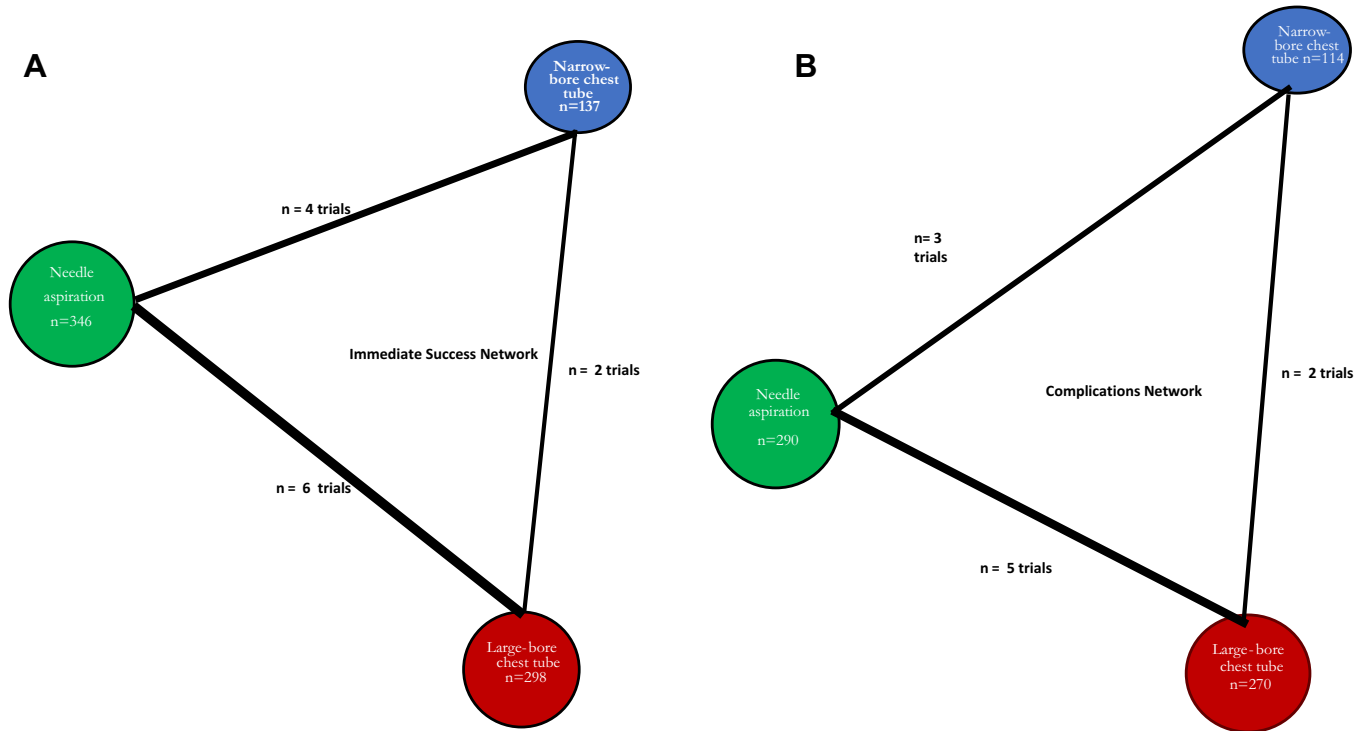 A
Narrow-
bore chest
tube
n=137
n = 4 trials
Needle
aspiration
n=346
Immediate Success Network
n = 2 trials
n = 6 trials
Large-bore
chest tube
n=298
B
Narrow-
bore chest
tube n=114
n= 3
trials
Needle
aspiration
n=290
Complications Network
n = 2 trials
n = 5 trials
Large-bore
chest tube
n=270